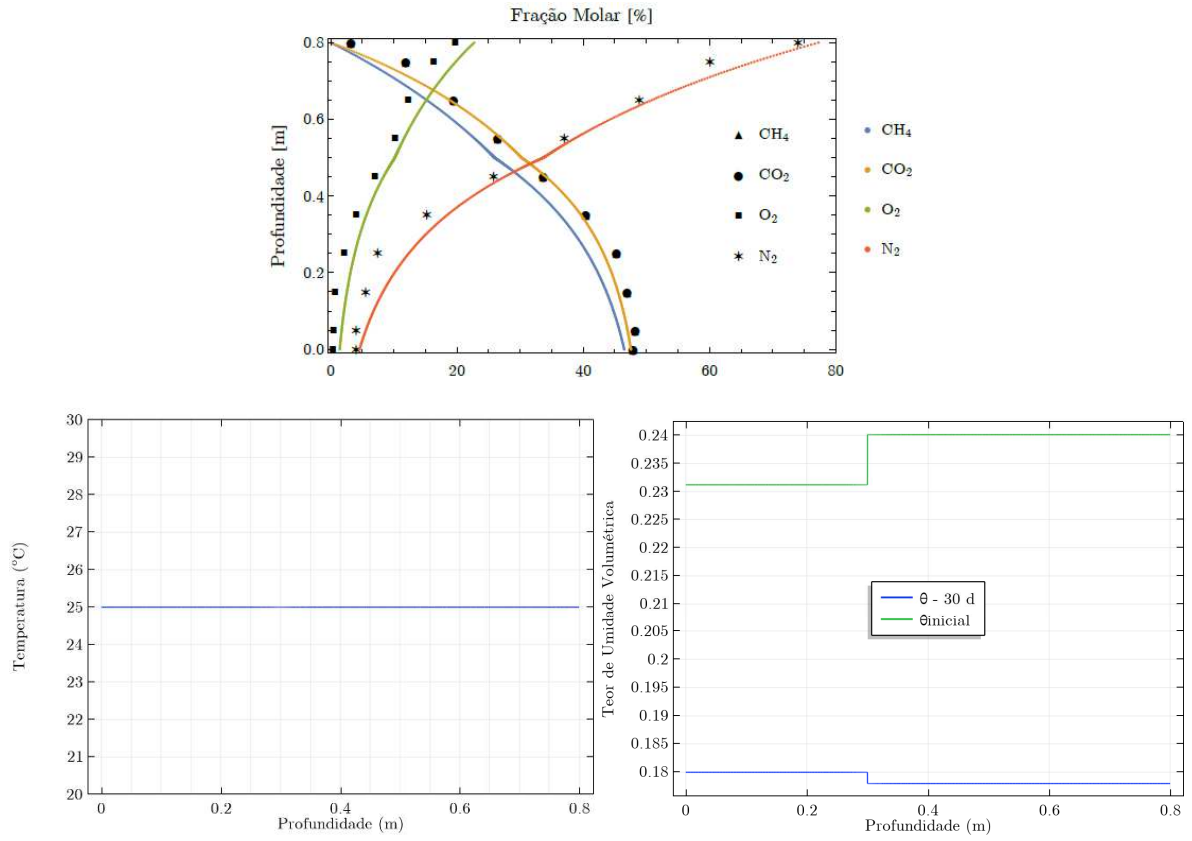 Fração Molar [%]
Profundidade [m]
0.8
0.6
0.4
0.2
0.0
0 20 40 60 80
CH4
CO2
O2
N2
CH4
CO2
O2
N2
Temperatura (°C)
30
29
28
27
26
25
24
23
22
21
20
0 0.2 0.4 0.6 0.8
Profundidade (m)
Teor de Umidade Volumétrica
0.24
0.235
0.23
0.225
0.22
0.215
0.21
0.205
0.2
0.195
0.19
0.185
0.18
θ - 30 d
θinicial
0 0.2 0.4 0.6 0.8
Profundidade (m)